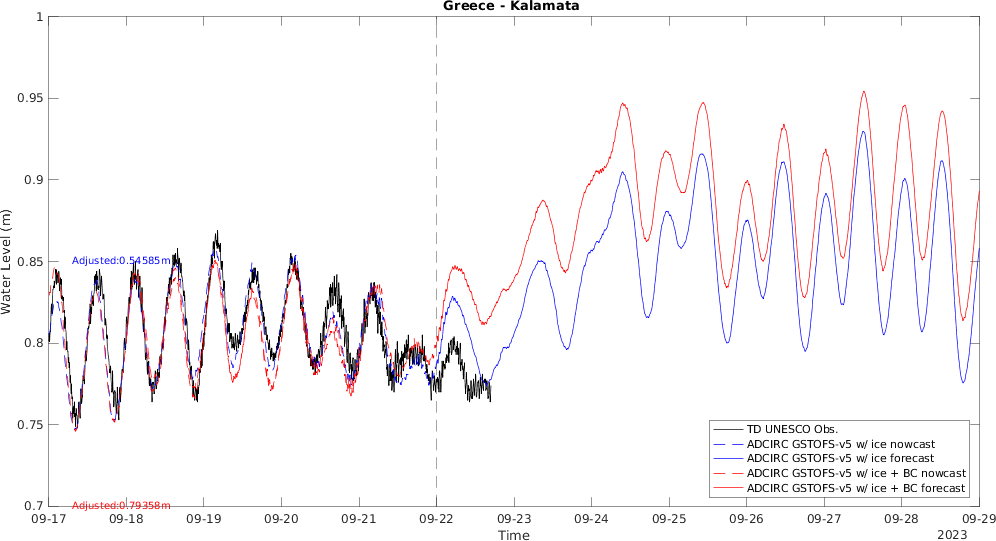 Greece - Kalamata
Water Level (m)
1
0.95
0.9
0.85
0.8
0.75
0.7
Adjusted:0.54585m
Adjusted:0.79358m
TD UNESCO Obs.
ADCIRC GSTOFS-v5 w/ ice nowcast
ADCIRC GSTOFS-v5 w/ ice forecast
ADCIRC GSTOFS-v5 w/ ice + BC nowcast
ADCIRC GSTOFS-v5 w/ ice + BC forecast
09-17 09-18 09-19 09-20 09-21 09-22 09-23 09-24 09-25 09-26 09-27 09-28 09-29
Time
2023